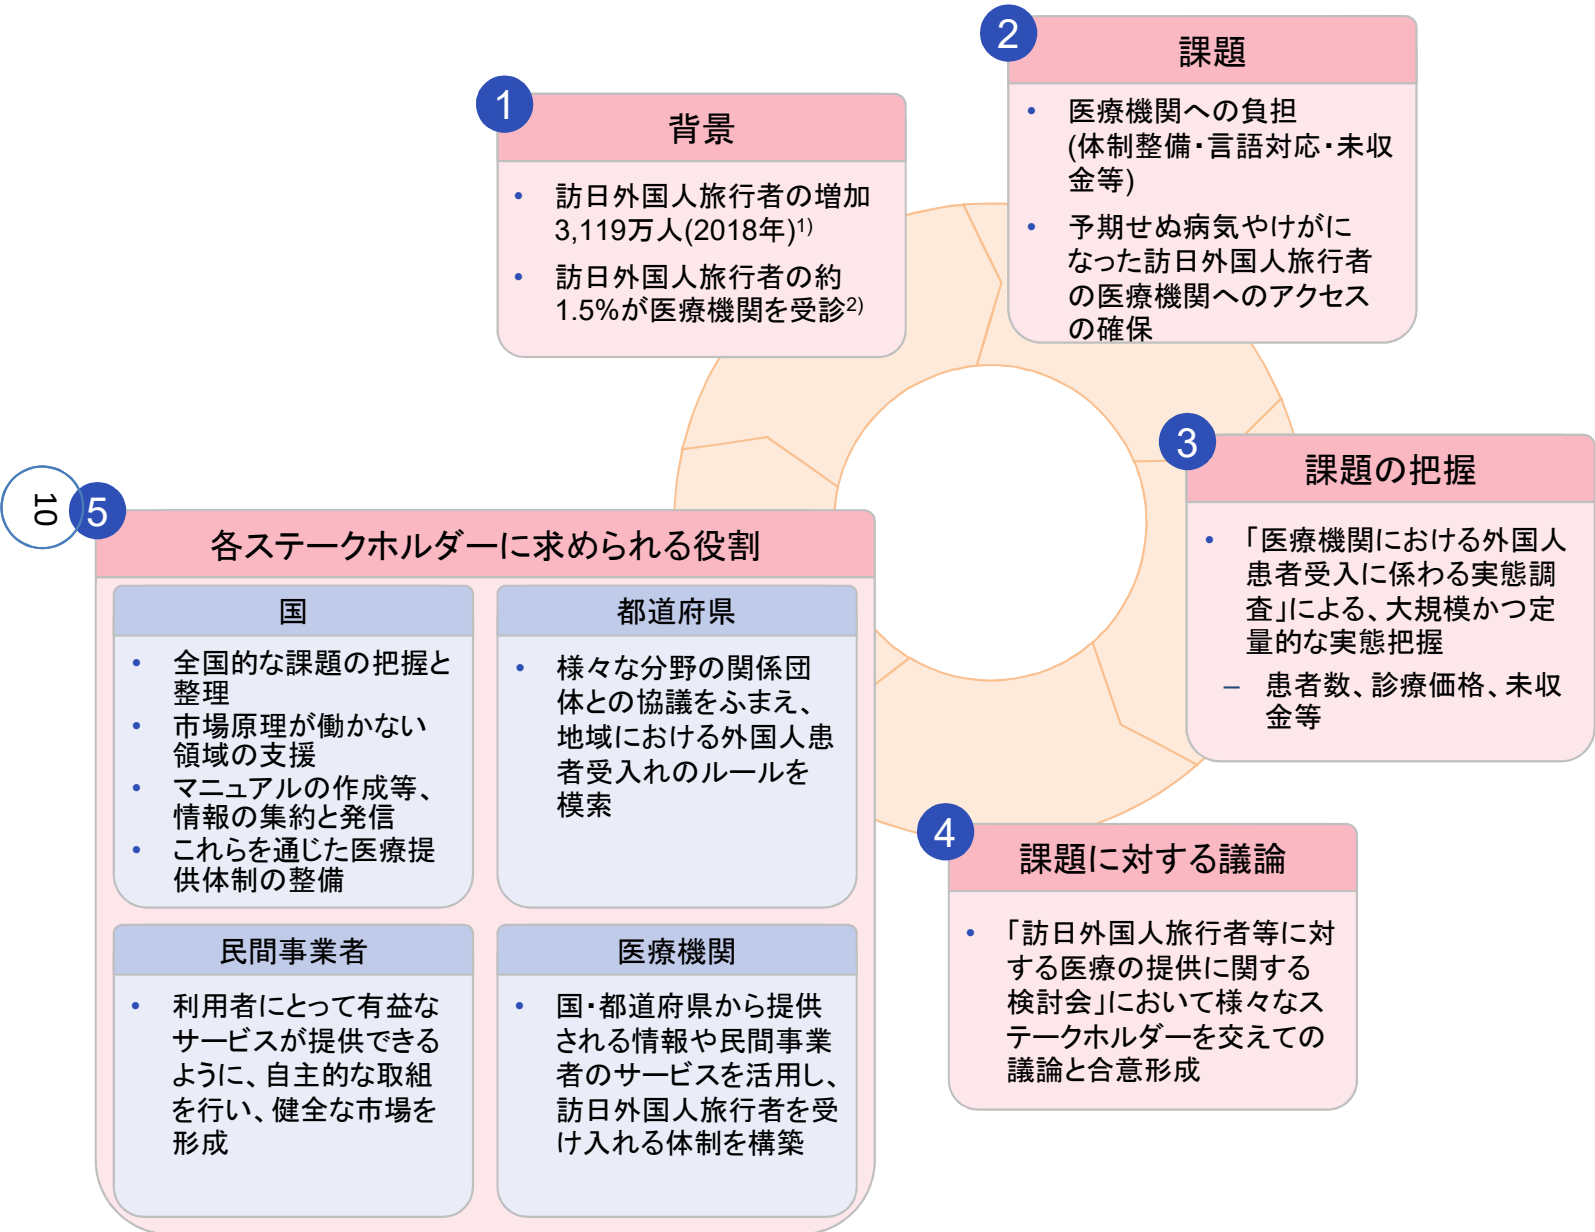 1
背景
• 訪日外国人旅行者の増加
3,119万人(2018年)1)
• 訪日外国人旅行者の約
1.5%が医療機関を受診2)
2
課題
• 医療機関への負担
(体制整備・言語対応・未収
金等)
• 予期せぬ病気やけがに
なった訪日外国人旅行者
の医療機関へのアクセス
の確保
3
課題の把握
• 「医療機関における外国人
患者受入に係わる実態調
査」による、大規模かつ定
量的な実態把握
– 患者数、診療価格、未収
金等
4
課題に対する議論
• 「訪日外国人旅行者等に対
する医療の提供に関する
検討会」において様々なス
テークホルダーを交えての
議論と合意形成
10
5
各ステークホルダーに求められる役割
国
• 全国的な課題の把握と
整理
• 市場原理が働かない
領域の支援
• マニュアルの作成等、
情報の集約と発信
• これらを通じた医療提
供体制の整備
都道府県
• 様々な分野の関係団
体との協議をふまえ、
地域における外国人患
者受入れのルールを
模索
民間事業者
• 利用者にとって有益な
サービスが提供できる
ように、自主的な取組
を行い、健全な市場を
形成
医療機関
• 国・都道府県から提供
される情報や民間事業
者のサービスを活用し、
訪日外国人旅行者を受
け入れる体制を構築